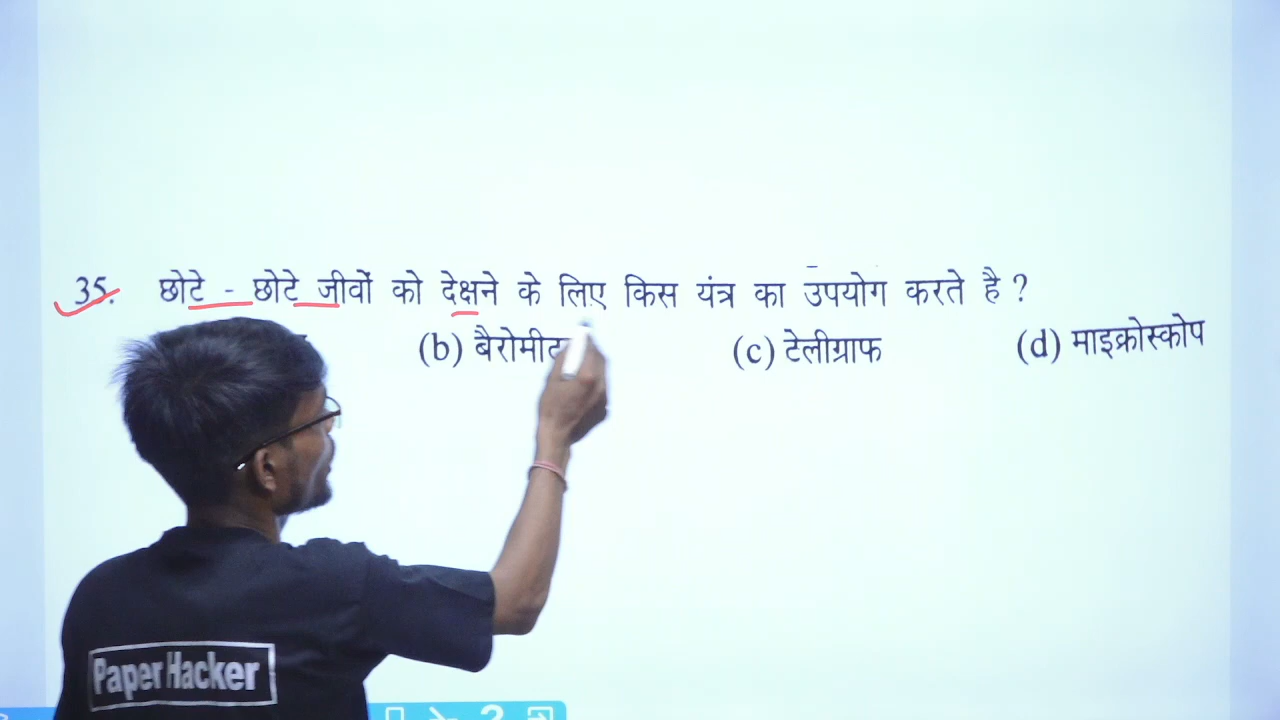 35. छोटे - छोटे जीवों को देक्षने के लिए किस यंत्र का उपयोग करते है ?
(b) बैरोमीट (c) टेलीग्राफ (d) माइक्रोस्कोप
Paper Hacker